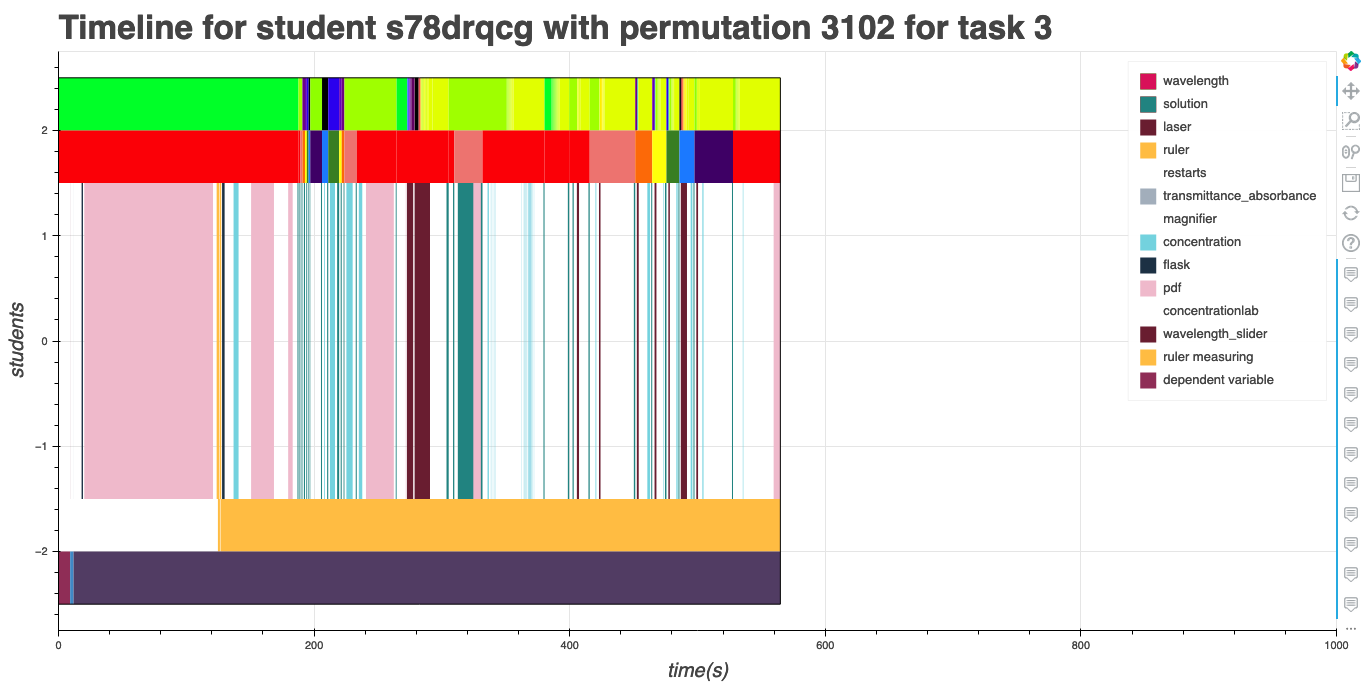 Timeline for student s78drqcg with permutation 3102 for task 3
wavelength
solution
laser
ruler
restarts
transmittance_absorbance
magnifier
concentration
flask
pdf
concentrationlab
wavelength_slider
ruler measuring
dependent variable
students
2
1
0
−1
−2
0
200
400
600
800
1000
time(s)